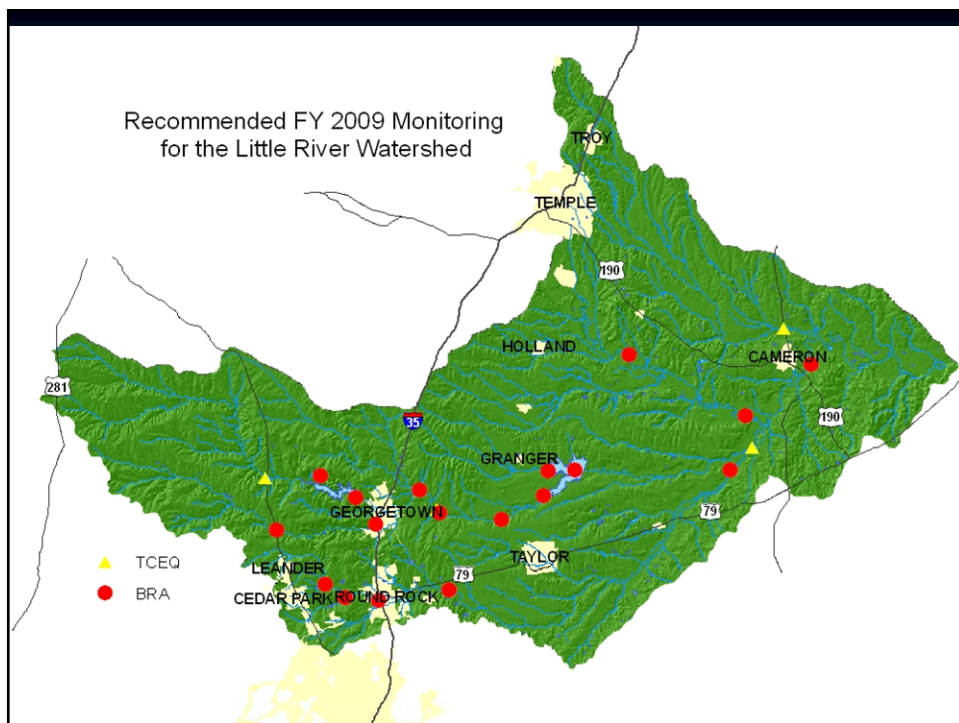 Recommended FY 2009 Monitoring
for the Little River Watershed
TROY
TEMPLE
190
HOLLAND
CAMERON
281
35
190
GRANGER
GEORGETOWN
79
TAYLOR
LEANDER
79
CEDAR PARK
ROUND ROCK
TCEQ
BRA